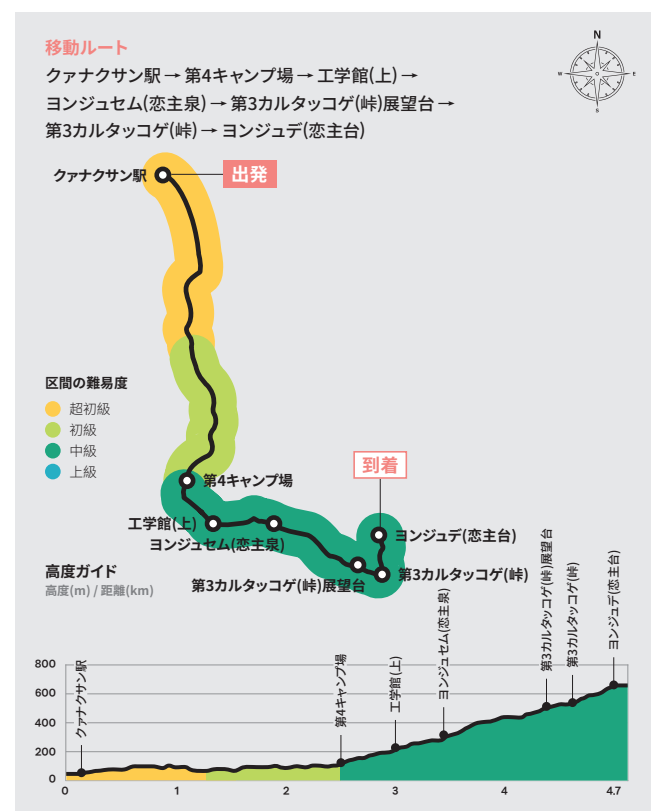 移動ルート
クァナクサン駅 → 第4キャンプ場 → 工学館(上) →
ヨンジュセム(恋主泉) → 第3カルタッコゲ(峠)展望台 →
第3カルタッコゲ(峠) → ヨンジュデ(恋主台)
N
W
E
S
クァナクサン駅
出発
区間の難易度
超初級
初級
中級
上級
到着
第4キャンプ場
工学館(上)
ヨンジュセム(恋主泉)
ヨンジュデ(恋主台)
第3カルタッコゲ(峠)展望台
第3カルタッコゲ(峠)
高度ガイド
高度(m) / 距離(km)
クァナクサン駅
第4キャンプ場
工学館(上)
ヨンジュセム(恋主泉)
第3カルタッコゲ(峠)展望台
第3カルタッコゲ(峠)
ヨンジュデ(恋主台)
800
600
400
200
0
0 1 2 3 4 4.7